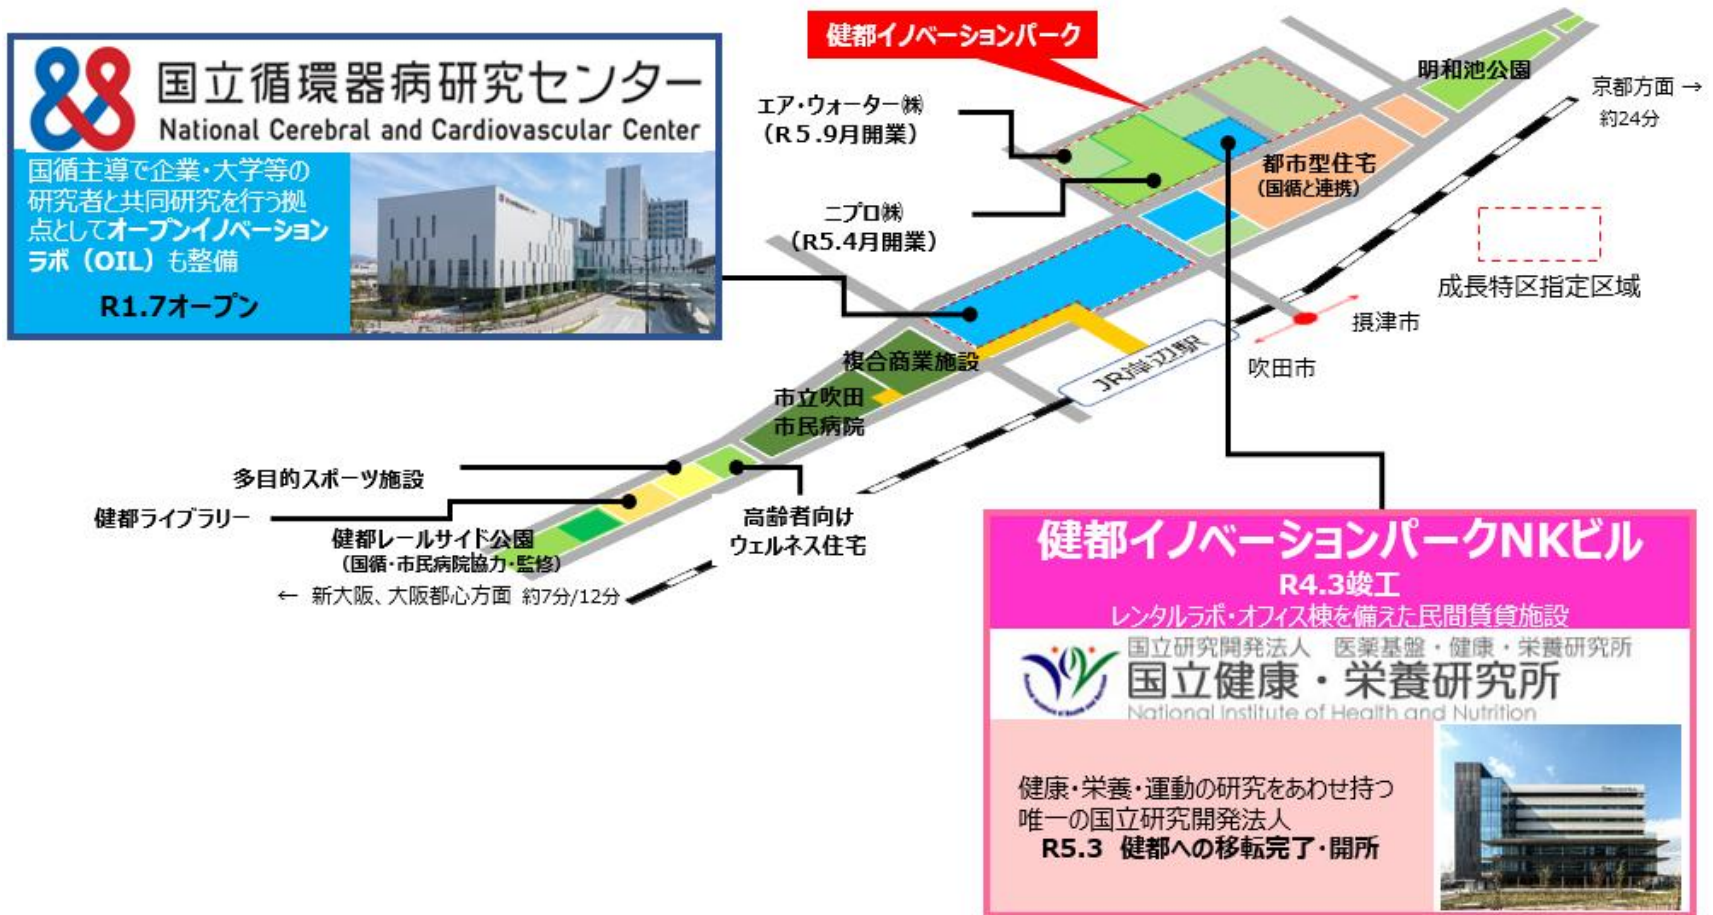 国立循環器病研究センター
National Cerebral and Cardiovascular Center
国循主導で企業・大学等の
研究者と共同研究を行う拠
点としてオープンイノベーション
ラボ（OIL）も整備
R1.7オープン
健都イノベーションパーク
エア・ウォーター㈱
（R５.９月開業）
ニプロ㈱
（R5.4月開業）
明和池公園
京都方面 →
約24分
都市型住宅
（国循と連携）
成長特区指定区域
摂津市
吹田市
JR岸辺駅
複合商業施設
市立吹田
市民病院
多目的スポーツ施設
健都ライブラリー
高齢者向け
ウェルネス住宅
健都レールサイド公園
（国循・市民病院協力・監修）
← 新大阪、大阪都心方面 約7分/12分
健都イノベーションパークNKビル
R4.3竣工
レンタルラボ・オフィス棟を備えた民間賃貸施設
国立研究開発法人 医薬基盤・健康・栄養研究所
国立健康・栄養研究所
National Institute of Health and Nutrition
健康・栄養・運動の研究をあわせ持つ
唯一の国立研究開発法人
R5.3 健都への移転完了・開所